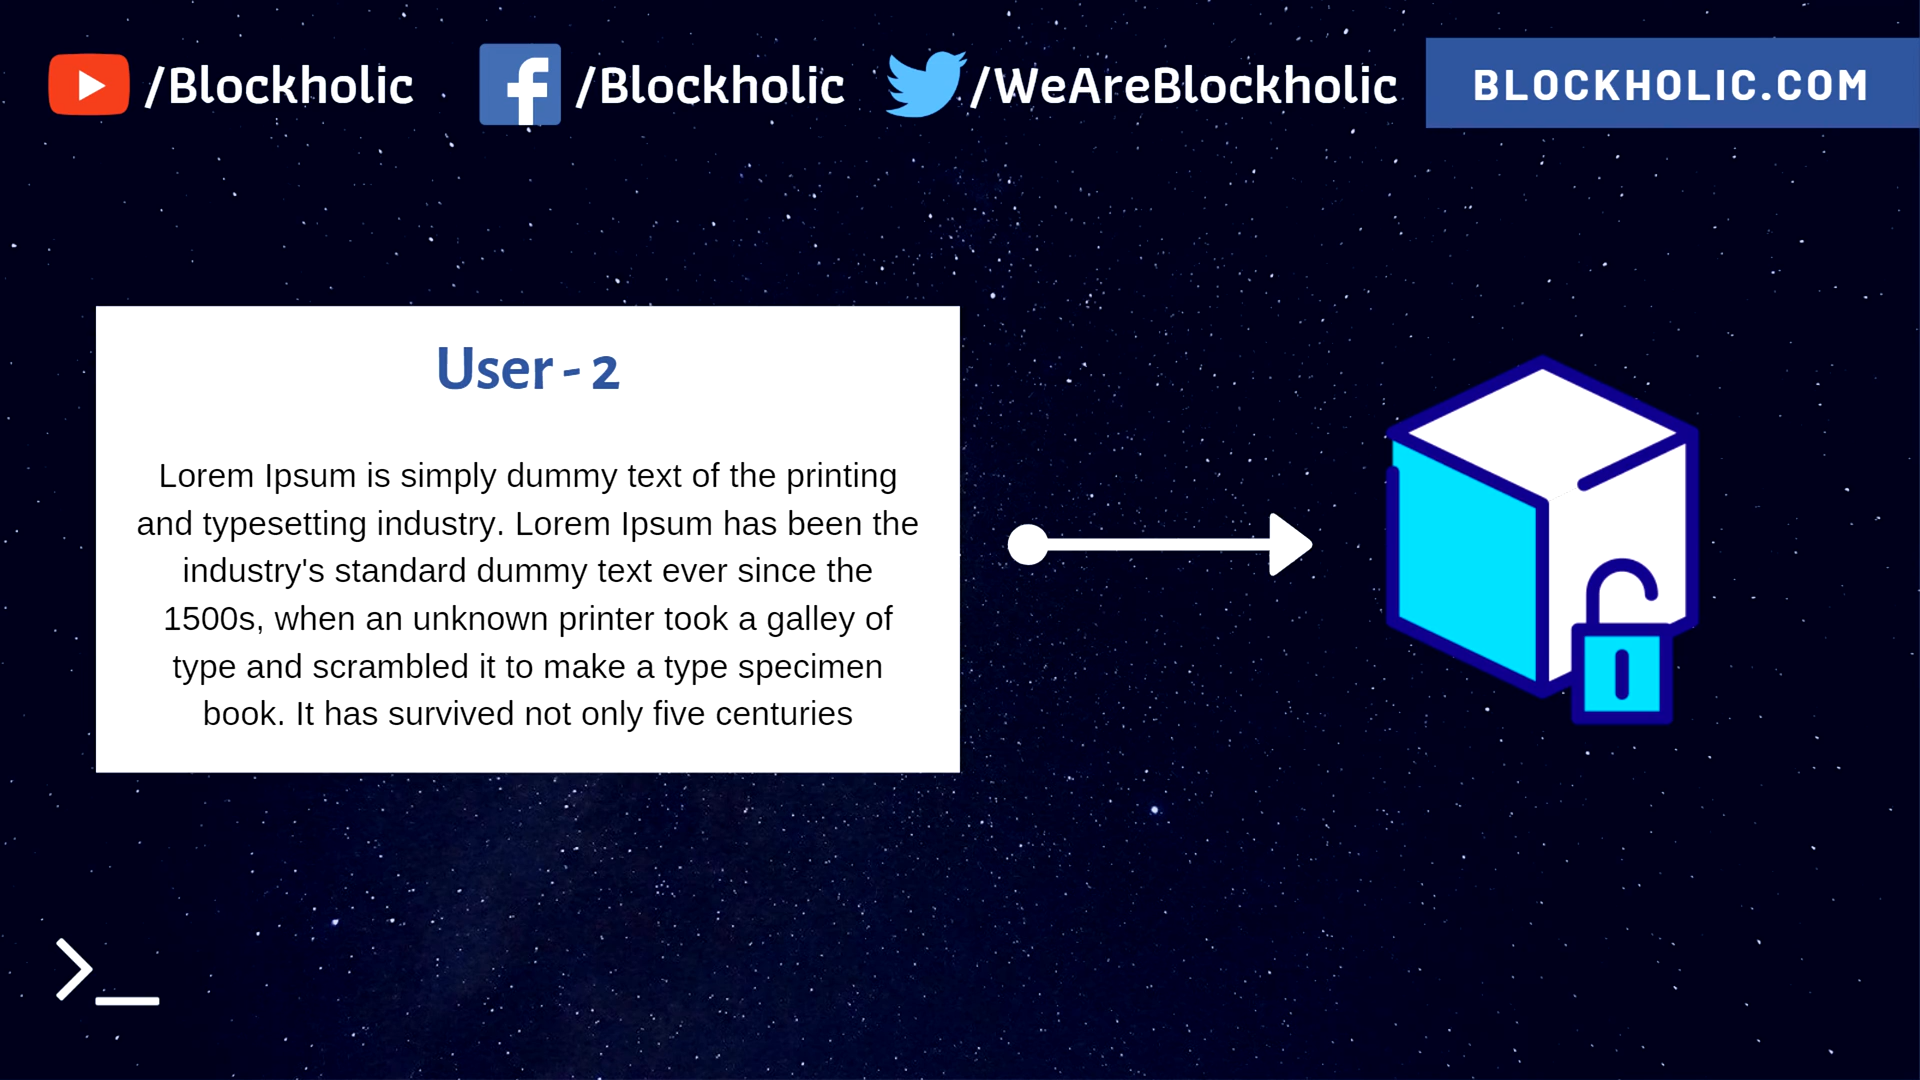 /Blockholic /Blockholic /WeAreBlockholic BLOCKHOLIC.COM
User - 2
Lorem Ipsum is simply dummy text of the printing
and typesetting industry. Lorem Ipsum has been the
industry's standard dummy text ever since the
1500s, when an unknown printer took a galley of
type and scrambled it to make a type specimen
book. It has survived not only five centuries
>_